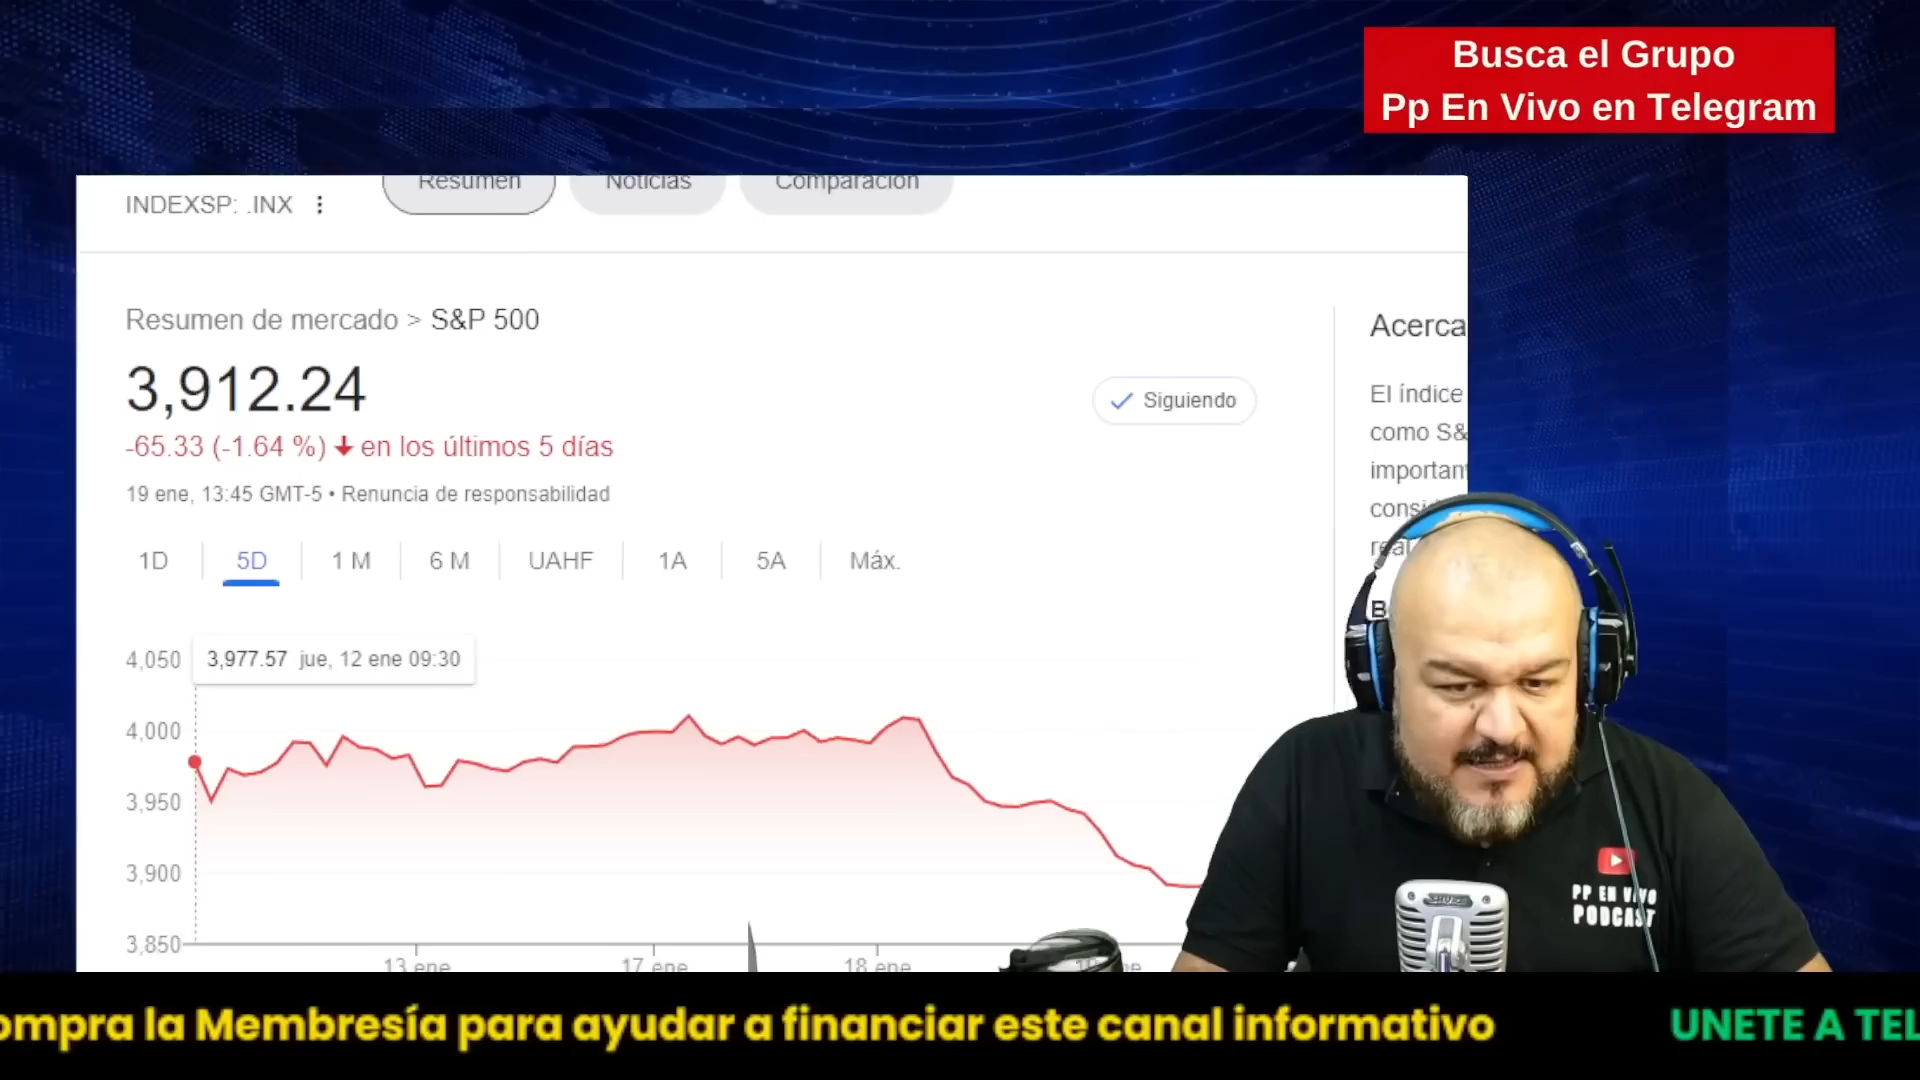 Busca el Grupo
Pp En Vivo en Telegram
INDEXSP: .INX
Resumen
Noticias
Comparación
Resumen de mercado > S&P 500
3,912.24
Siguiendo
-65.33 (-1.64 %) ↓ en los últimos 5 días
19 ene, 13:45 GMT-5 • Renuncia de responsabilidad
1D
5D
1 M
6 M
UAHF
1A
5A
Máx.
3,977.57 jue, 12 ene 09:30
4,050
4,000
3,950
3,900
3,850
13 ene
17 ene
18 ene
Acerca
El índice
como S&
importan
consi
real
PP EN VIVO
PODCAST
ompra la Membresía para ayudar a financiar este canal informativo
UNETE A TEL